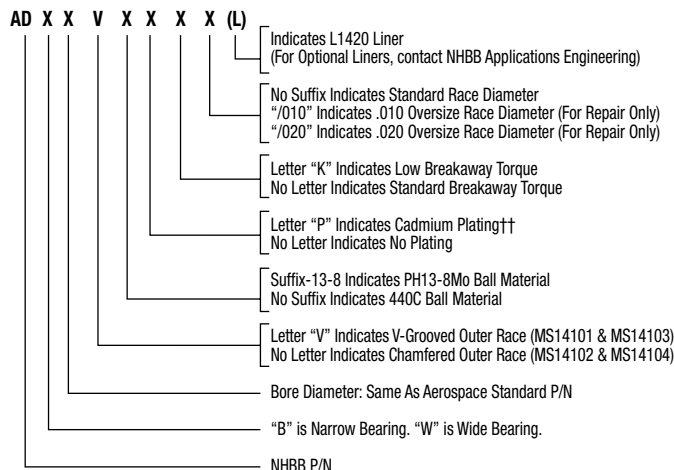 AD X X V X X X X (L)
Indicates L1420 Liner
(For Optional Liners, contact NHBB Applications Engineering)
No Suffix Indicates Standard Race Diameter
“/010” Indicates .010 Oversize Race Diameter (For Repair Only)
“/020” Indicates .020 Oversize Race Diameter (For Repair Only)
Letter “K” Indicates Low Breakaway Torque
No Letter Indicates Standard Breakaway Torque
Letter “P” Indicates Cadmium Plating††
No Letter Indicates No Plating
Suffix-13-8 Indicates PH13-8Mo Ball Material
No Suffix Indicates 440C Ball Material
Letter “V” Indicates V-Grooved Outer Race (MS14101 & MS14103)
No Letter Indicates Chamfered Outer Race (MS14102 & MS14104)
Bore Diameter: Same As Aerospace Standard P/N
“B” is Narrow Bearing. “W” is Wide Bearing.
NHBB P/N